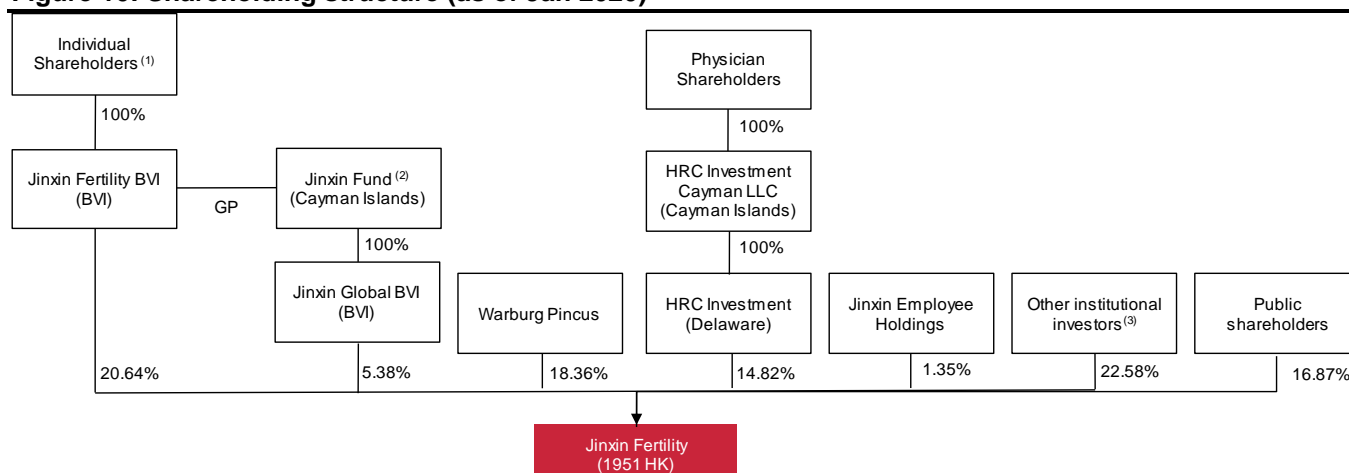 Individual
Shareholders (1)
Physician
Shareholders
100%
100%
Jinxin Fertility BVI
(BVI)
GP
Jinxin Fund (2)
(Cayman Islands)
HRC Investment
Cayman LLC
(Cayman Islands)
100%
100%
Jinxin Global BVI
(BVI)
Warburg Pincus
HRC Investment
(Delaware)
Jinxin Employee
Holdings
Other institutional
investors(3)
Public
shareholders
20.64%
5.38%
18.36%
14.82%
1.35%
22.58%
16.87%
Jinxin Fertility
(1951 HK)